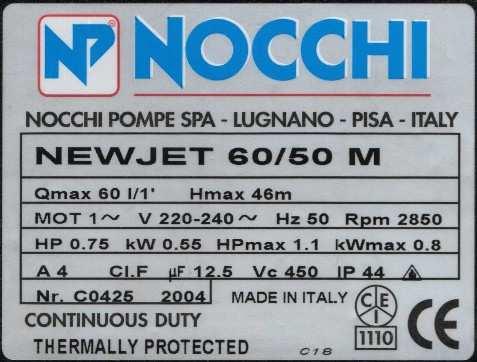 NP NOCCHI
NOCCHI POMPE SPA - LUGNANO - PISA - ITALY
NEWJET 60/50 M
Qmax 60 l/1' Hmax 46m
MOT 1~ V 220-240~ Hz 50 Rpm 2850
HP 0.75 kW 0.55 HPmax 1.1 kWmax 0.8
A 4 Cl.F µF 12.5 Vc 450 IP 44
Nr. C0425 2004 MADE IN ITALY CEI CE
CONTINUOUS DUTY 1110
THERMALLY PROTECTED C18